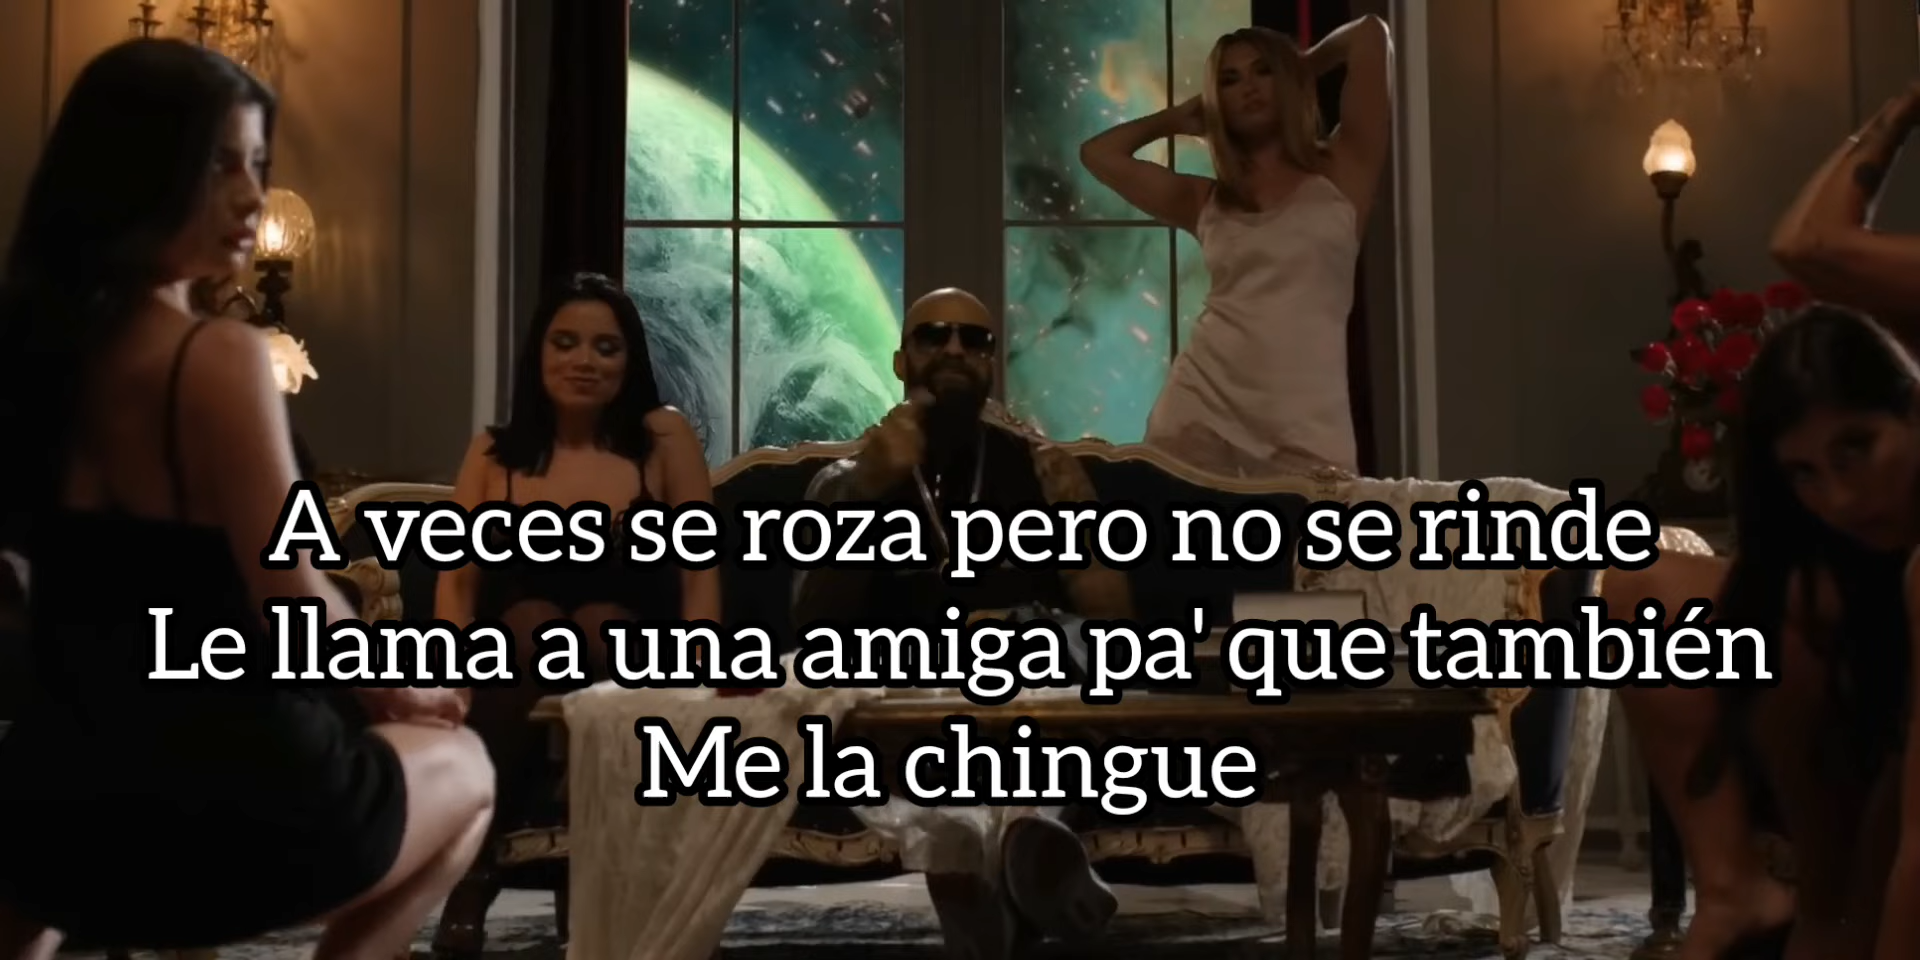 A veces se roza pero no se rinde
Le llama a una amiga pa' que también
Me la chingue